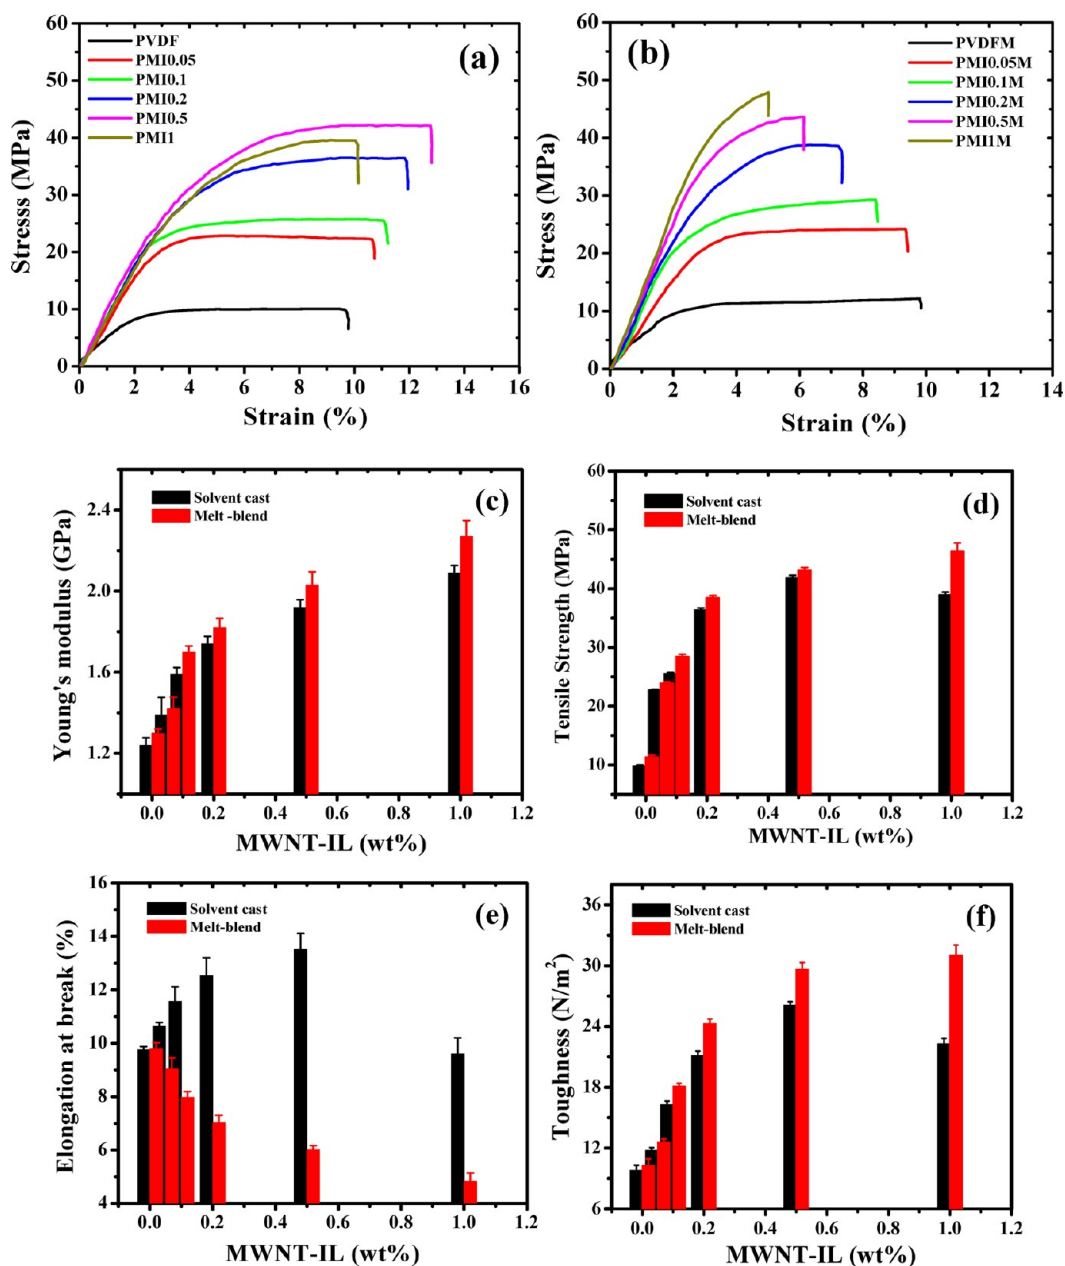 (a)
PVDF
PMI0.05
PMI0.1
PMI0.2
PMI0.5
PMI1
Stresss (MPa)
60
50
40
30
20
10
0
0 2 4 6 8 10 12 14 16
Strain (%)
(b)
PVDFM
PMI0.05M
PMI0.1M
PMI0.2M
PMI0.5M
PMI1M
Stress (MPa)
60
50
40
30
20
10
0
0 2 4 6 8 10 12 14
Strain (%)
(c)
Solvent cast
Melt -blend
Young's modulus (GPa)
2.4
2.0
1.6
1.2
0.0 0.2 0.4 0.6 0.8 1.0 1.2
MWNT-IL (wt%)
(d)
Solvent cast
Melt-blend
Tensile Strength (MPa)
60
50
40
30
20
10
0.0 0.2 0.4 0.6 0.8 1.0 1.2
MWNT-IL (wt%)
(e)
Solvent cast
Melt-blend
Elongation at break (%)
16
14
12
10
8
6
4
0.0 0.2 0.4 0.6 0.8 1.0 1.2
MWNT-IL (wt%)
(f)
Solvent cast
Melt-blend
Toughness (N/m²)
36
30
24
18
12
6
0.0 0.2 0.4 0.6 0.8 1.0 1.2
MWNT-IL (wt%)